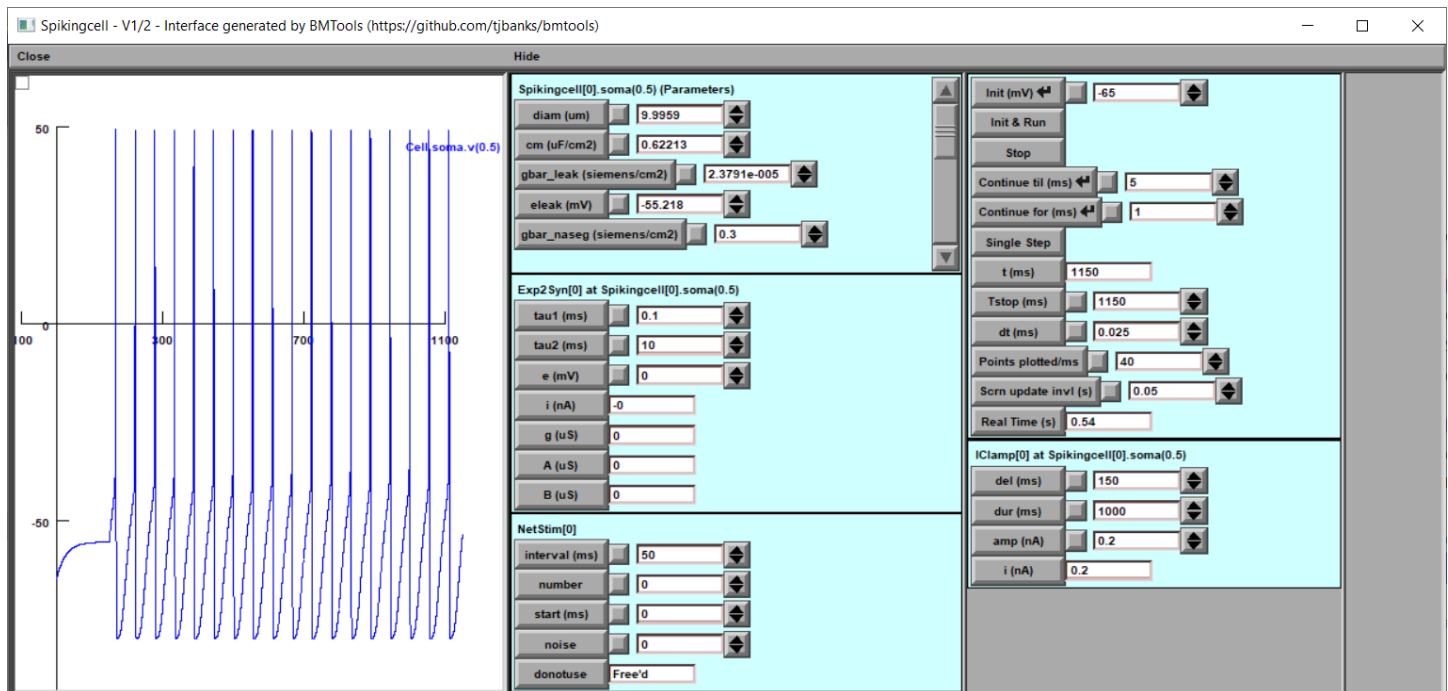 Spikingcell - V1/2 - Interface generated by BMTools (https://github.com/tjbanks/bmtools)
Close
Hide
50
Cell.soma.v(0.5)
0
100
300
700
1100
-50
Spikingcell[0].soma(0.5) (Parameters)
diam (um) 9.9959
cm (uF/cm2) 0.62213
gbar_leak (siemens/cm2) 2.3791e-005
eleak (mV) -55.218
gbar_naseg (siemens/cm2) 0.3
Exp2Syn[0] at Spikingcell[0].soma(0.5)
tau1 (ms) 0.1
tau2 (ms) 10
e (mV) 0
i (nA) -0
g (uS) 0
A (uS) 0
B (uS) 0
NetStim[0]
interval (ms) 50
number 0
start (ms) 0
noise 0
donotuse Free'd
Init (mV) -65
Init & Run
Stop
Continue til (ms) 5
Continue for (ms) 1
Single Step
t (ms) 1150
Tstop (ms) 1150
dt (ms) 0.025
Points plotted/ms 40
Scrn update invl (s) 0.05
Real Time (s) 0.54
IClamp[0] at Spikingcell[0].soma(0.5)
del (ms) 150
dur (ms) 1000
amp (nA) 0.2
i (nA) 0.2